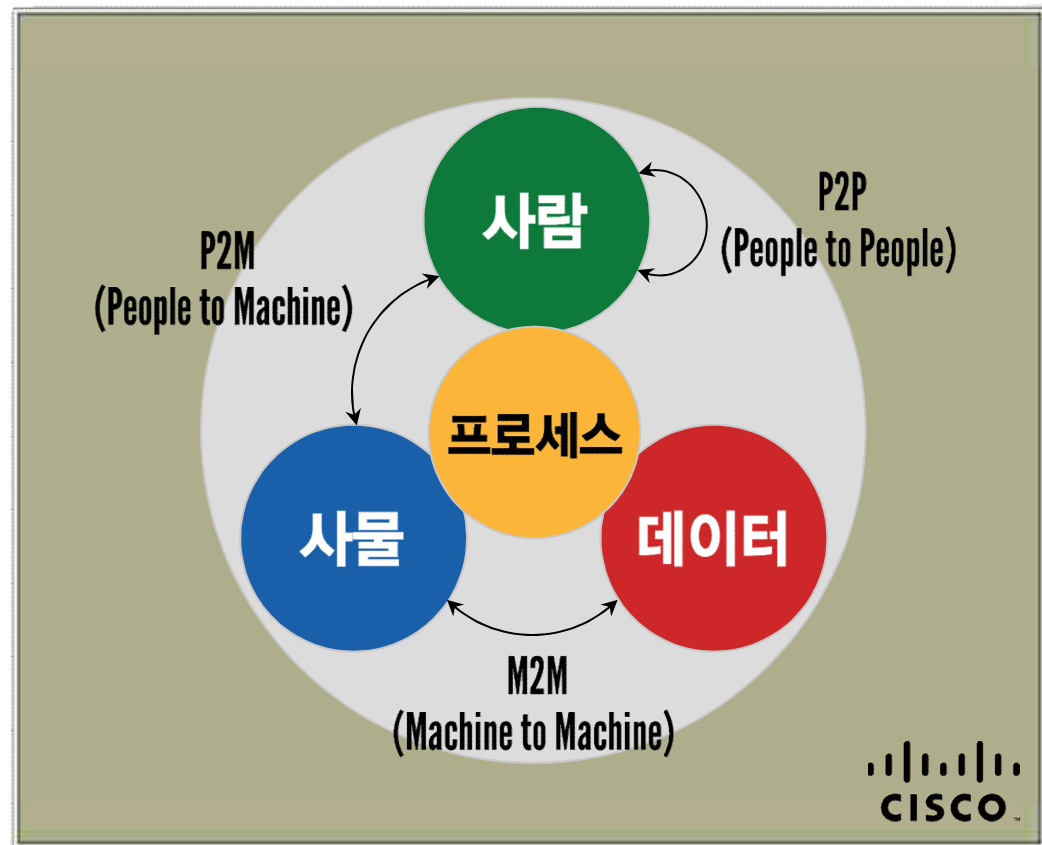 사람
P2P
(People to People)
P2M
(People to Machine)
프로세스
사물
데이터
M2M
(Machine to Machine)
CISCO™